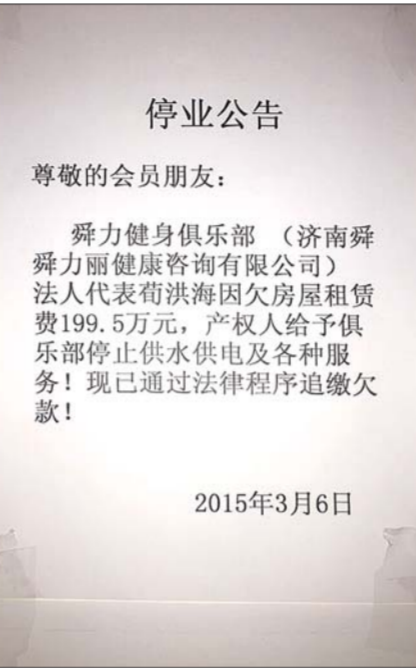 停业公告
尊敬的会员朋友：
舜力健身俱乐部 （济南舜
舜力丽健康咨询有限公司）
法人代表荀洪海因欠房屋租赁
费199.5万元，产权人给予俱
乐部停止供水供电及各种服
务！现已通过法律程序追缴欠
款！
2015年3月6日